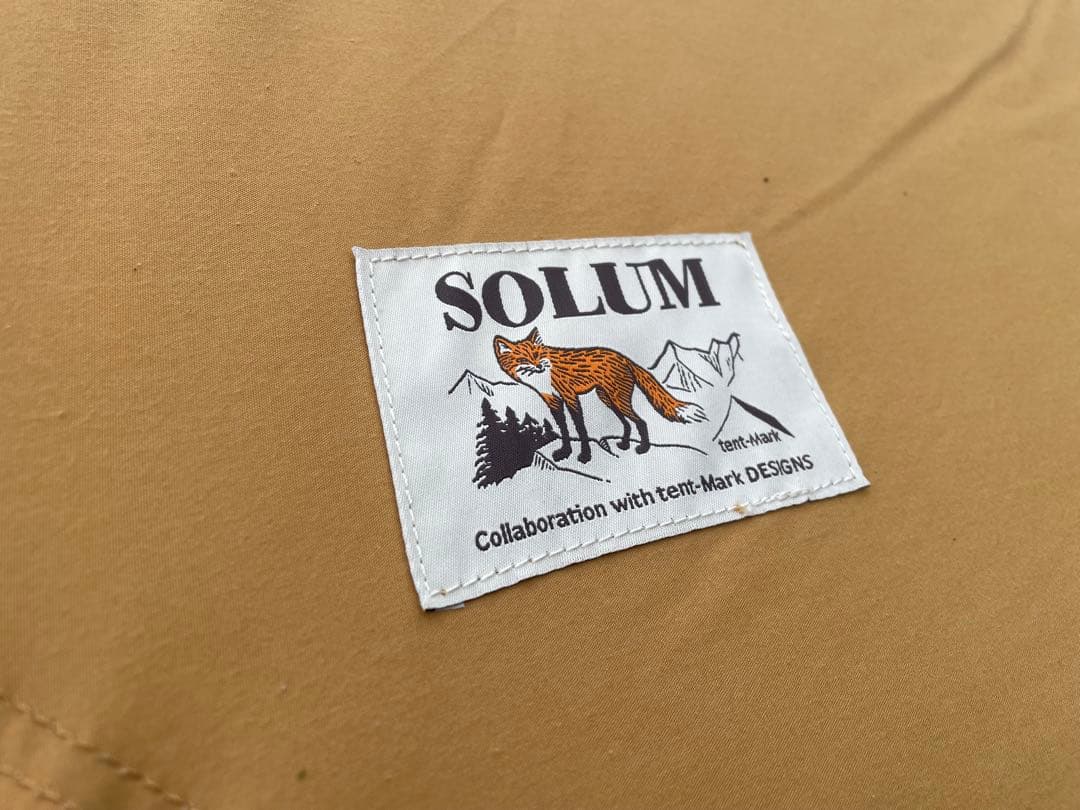 SOLUM
tent-Mark
Collaboration with tent-Mark DESIGNS